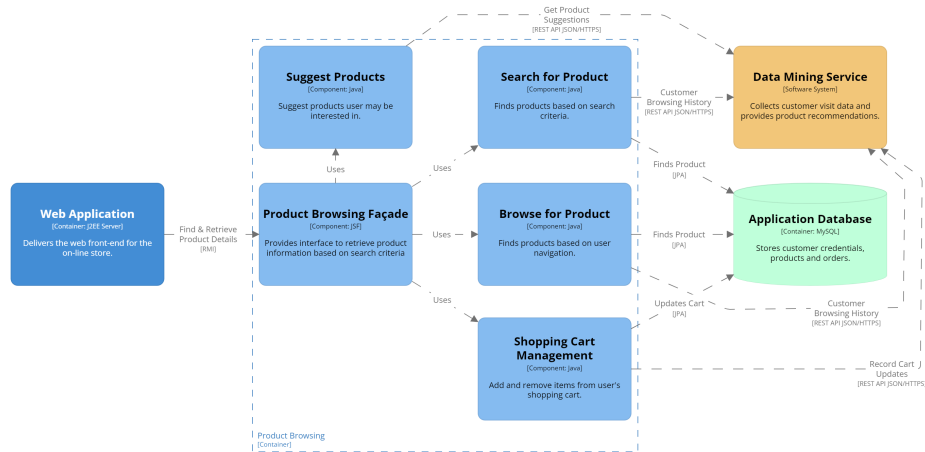 Get Product
Suggestions
[REST API JSON/HTTPS]
Suggest Products
[Component: Java]
Suggest products user may be
interested in.
Search for Product
[Component: Java]
Finds products based on search
criteria.
Customer
Browsing History
[REST API JSON/HTTPS]
Data Mining Service
[Software System]
Collects customer visit data and
provides product recommendations.
Uses
Uses
Finds Product
[JPA]
Web Application
[Container: J2EE Server]
Delivers the web front-end for the
on-line store.
Find & Retrieve
Product Details
[RMI]
Product Browsing Façade
[Component: JSF]
Provides interface to retrieve product
information based on search criteria
Uses
Browse for Product
[Component: Java]
Finds products based on user
navigation.
Finds Product
[JPA]
Application Database
[Container: MySQL]
Stores customer credentials,
products and orders.
Uses
Updates Cart
[JPA]
Customer
Browsing History
[REST API JSON/HTTPS]
Shopping Cart
Management
[Component: Java]
Add and remove items from user's
shopping cart.
Record Cart
Updates
[REST API JSON/HTTPS
Product Browsing
[Container]